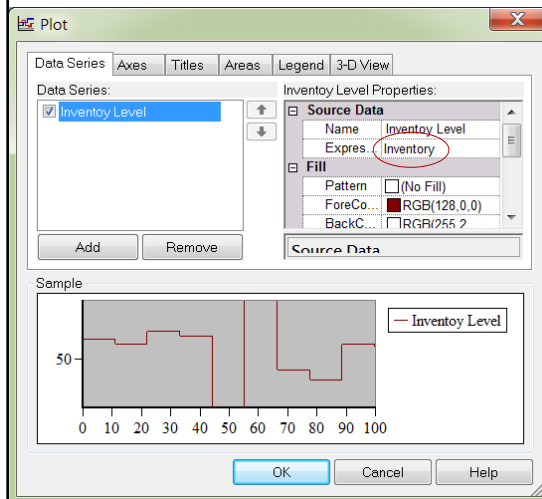 Plot
Data Series Axes Titles Areas Legend 3-D View
Data Series:
Inventoy Level
Add Remove
Inventoy Level Properties:
Source Data
Name Inventoy Level
Expres... Inventory
Fill
Pattern (No Fill)
ForeCo... RGB(128,0,0)
BackC... RGB(255,2
Source Data
Sample
50
0 10 20 30 40 50 60 70 80 90 100
Inventoy Level
OK Cancel Help